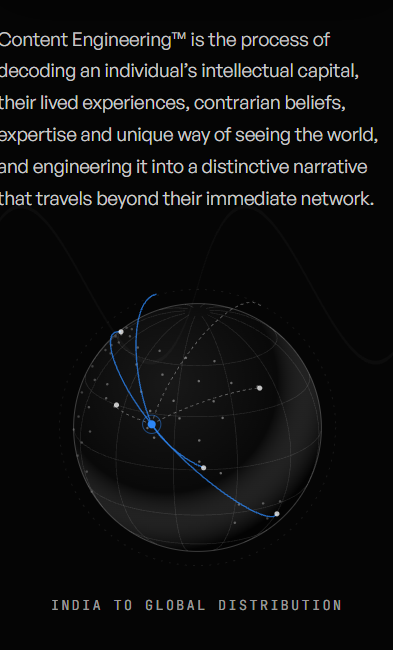 Content Engineering™ is the process of
decoding an individual’s intellectual capital,
their lived experiences, contrarian beliefs,
expertise and unique way of seeing the world,
and engineering it into a distinctive narrative
that travels beyond their immediate network.
INDIA TO GLOBAL DISTRIBUTION